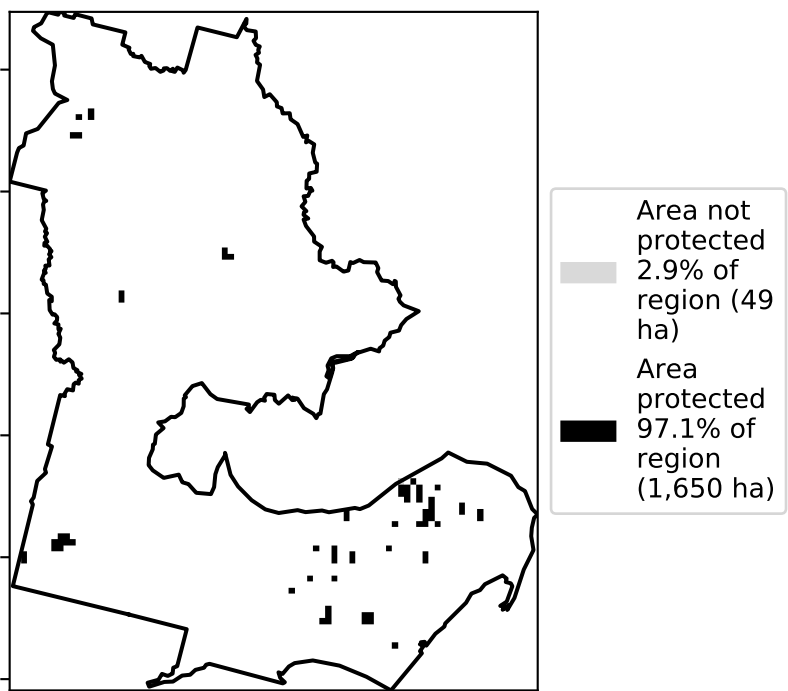 Area not
protected
2.9% of
region (49
ha)
Area
protected
97.1% of
region
(1,650 ha)